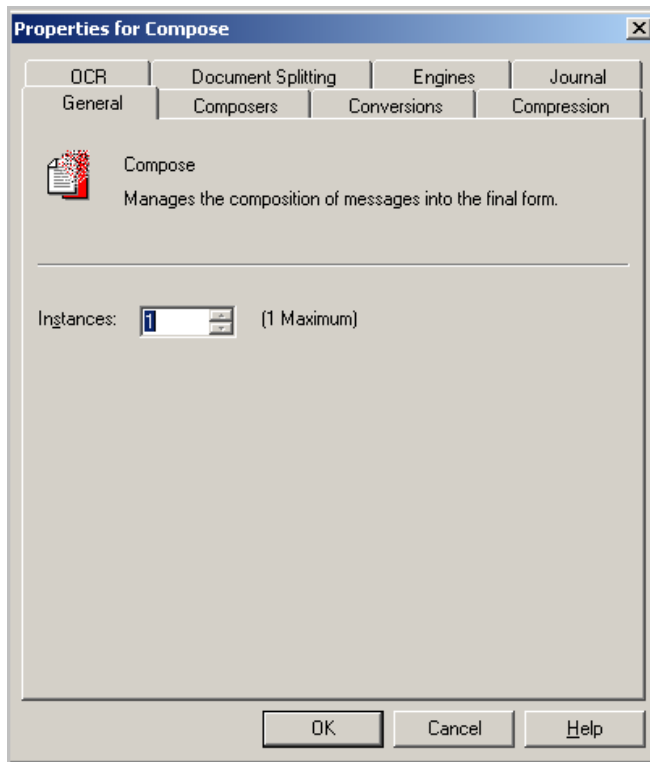 Properties for Compose
OCR Document Splitting Engines Journal
General Composers Conversions Compression
Compose
Manages the composition of messages into the final form.
Instances: 1 (1 Maximum)
OK Cancel Help